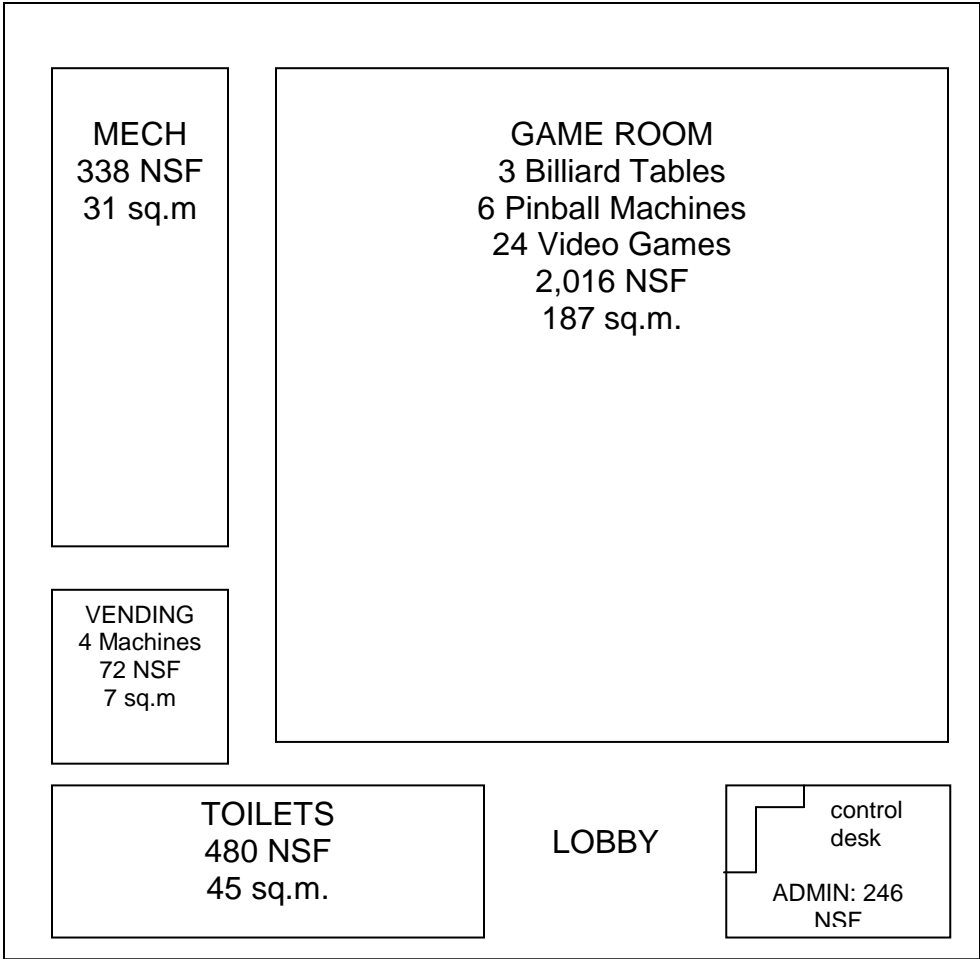 MECH
338 NSF
31 sq.m
GAME ROOM
3 Billiard Tables
6 Pinball Machines
24 Video Games
2,016 NSF
187 sq.m.
VENDING
4 Machines
72 NSF
7 sq.m
TOILETS
480 NSF
45 sq.m.
LOBBY
control
desk
ADMIN: 246
NSF